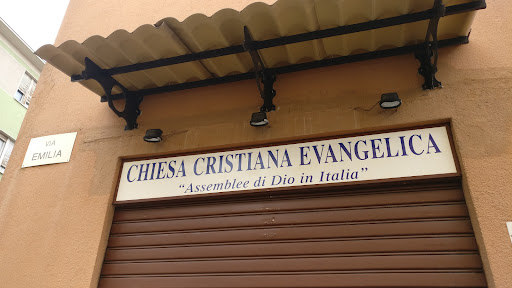 VIA
EMILIA
CHIESA CRISTIANA EVANGELICA
"Assemblee di Dio in Italia"